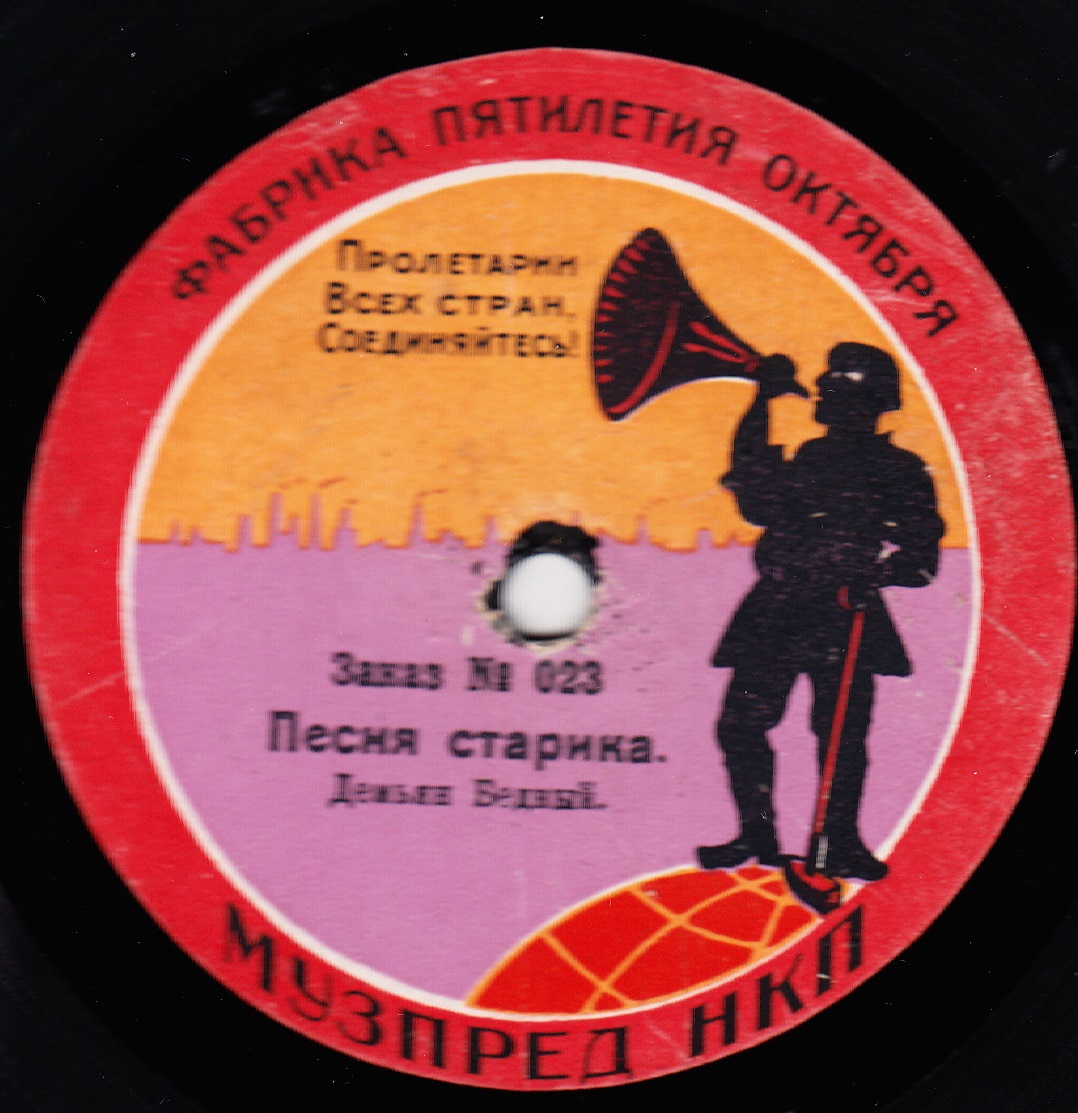 ФАБРИКА ПЯТИЛЕТИЯ ОКТЯБРЯ
ПРОЛЕТАРИИ
ВСЕХ СТРАН,
СОЕДИНЯЙТЕСЬ!
Заказ № 023
Песня старика.
Демьян Бедный.
МУЗПРЕД НКП